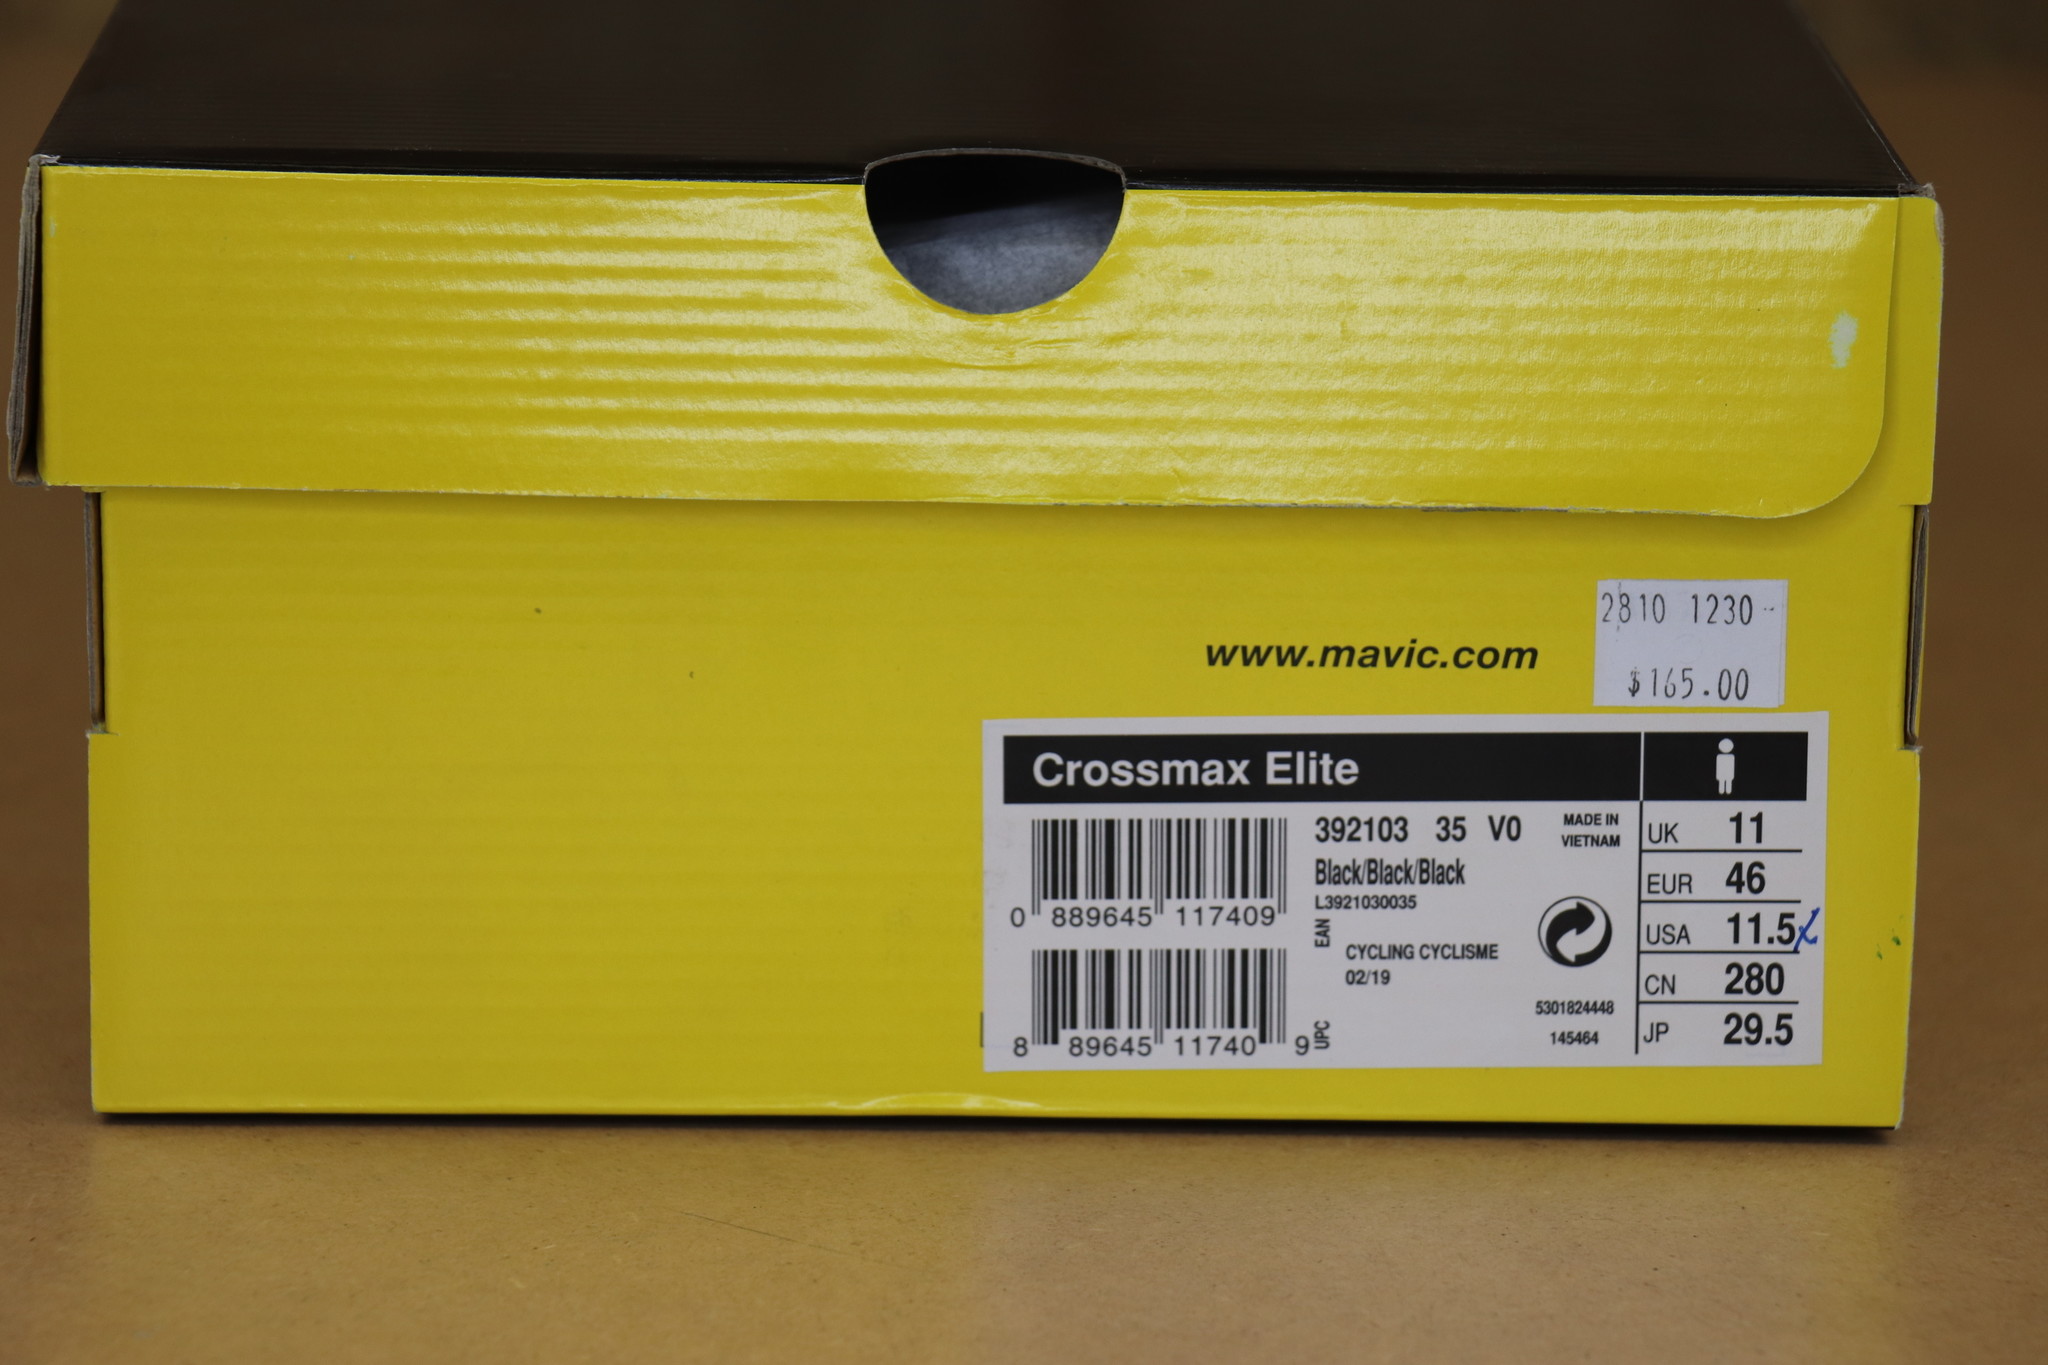 2810 1230
$165.00
www.mavic.com
Crossmax Elite
392103 35 V0
Black/Black/Black
L3921030035
MADE IN
VIETNAM
0 889645 117409
EAN
CYCLING CYCLISME
02/19
8 89645 11740 9
UPC
5301824448
145464
UK 11
EUR 46
USA 11.5
CN 280
JP 29.5